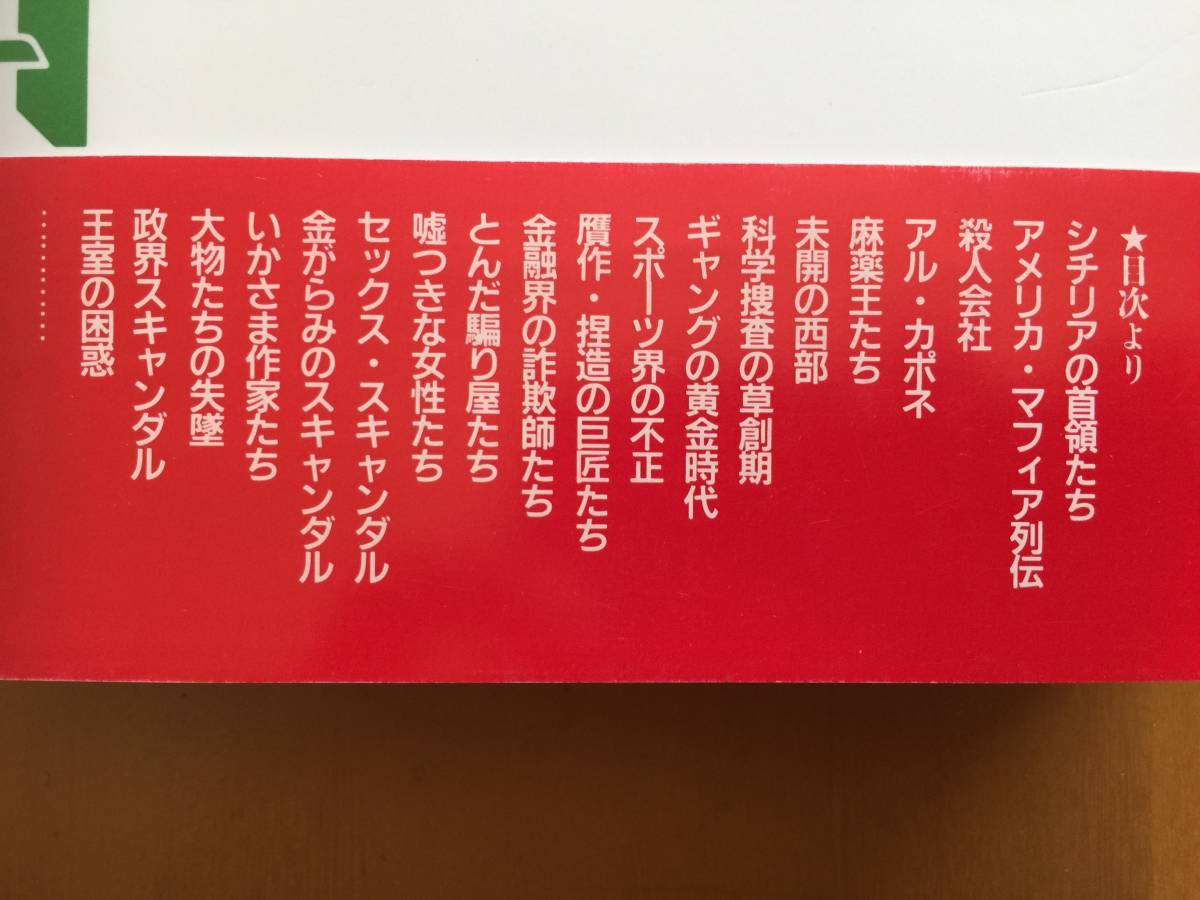 ★目次より
シチリアの首領たち
アメリカ・マフィア列伝
殺人会社
アル・カポネ
麻薬王たち
未開の西部
科学捜査の草創期
ギャングの黄金時代
スポーツ界の不正
贋作・捏造の巨匠たち
金融界の詐欺師たち
とんだ騙り屋たち
嘘つきな女性たち
セックス・スキャンダル
金がらみのスキャンダル
いかさま作家たち
大物たちの失墜
政界スキャンダル
王室の困惑
…………